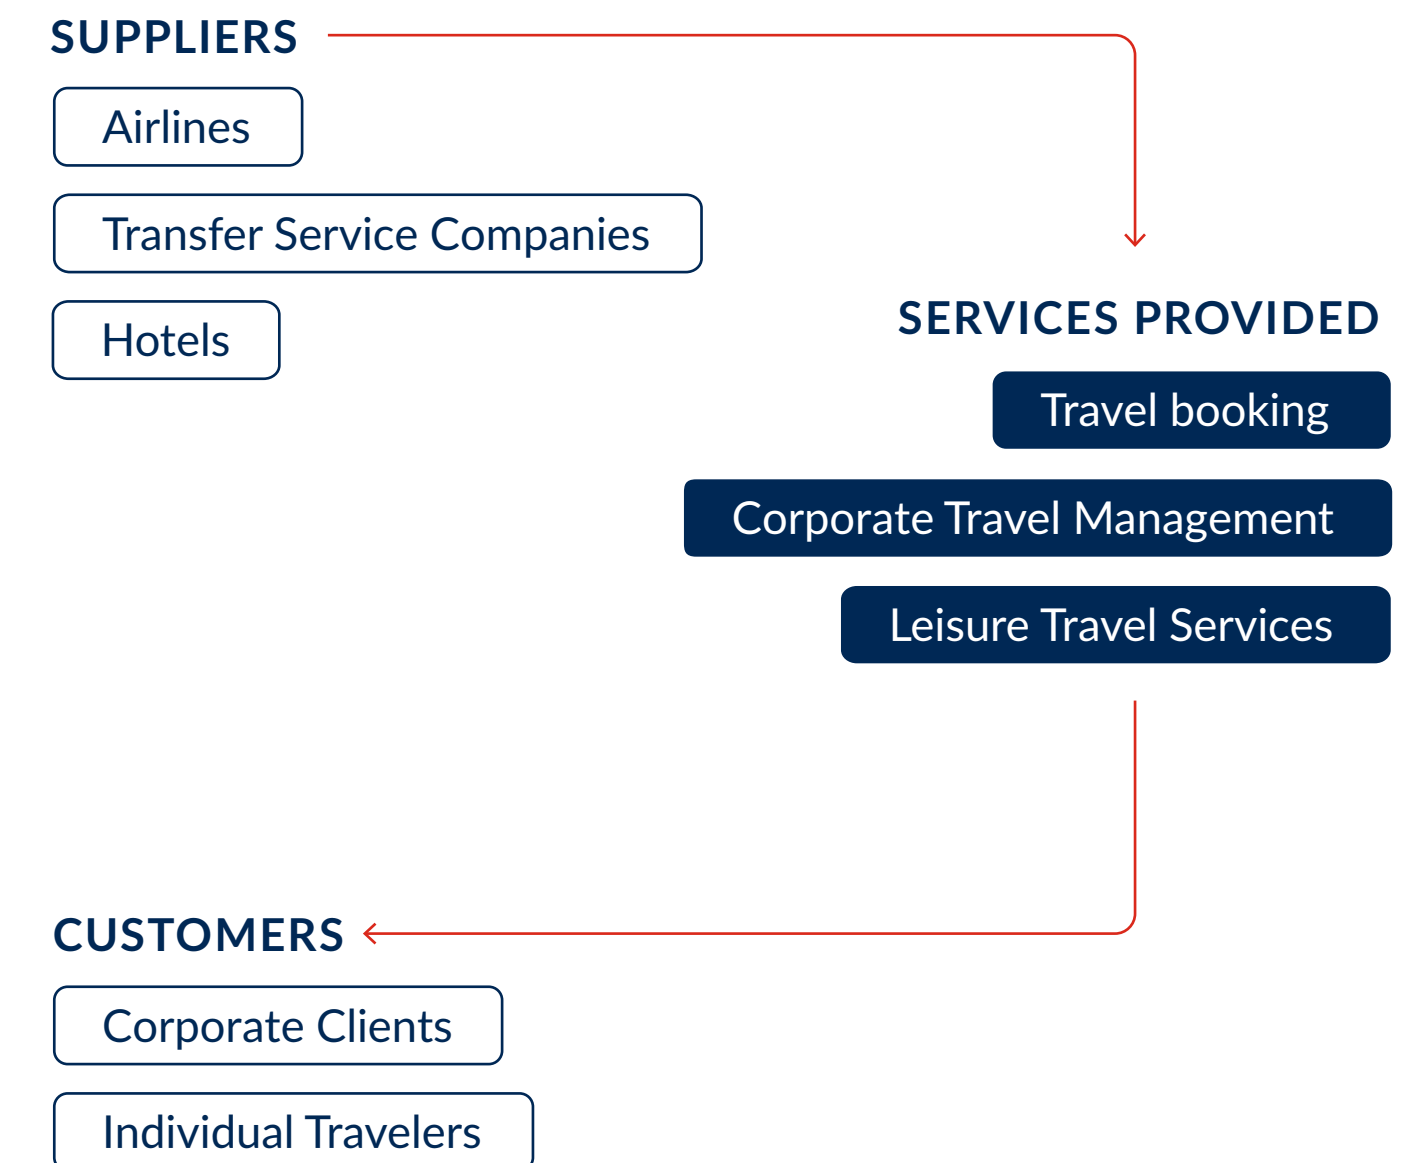 SUPPLIERS
Airlines
Transfer Service Companies
Hotels
SERVICES PROVIDED
Travel booking
Corporate Travel Management
Leisure Travel Services
CUSTOMERS
Corporate Clients
Individual Travelers